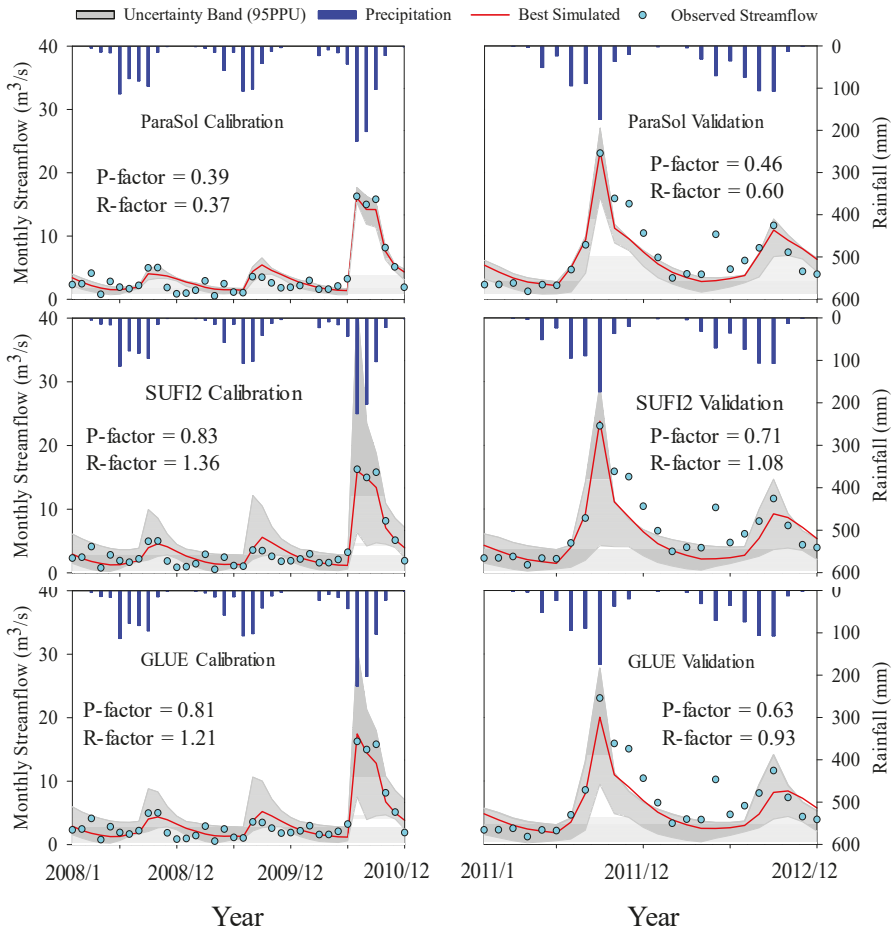 Uncertainty Band (95PPU) Precipitation Best Simulated Observed Streamflow
40 0
30 100
20 200
10 300
0 400
500
600
Monthly Streamflow (m³/s)
ParaSol Calibration
P-factor = 0.39
R-factor = 0.37
ParaSol Validation
P-factor = 0.46
R-factor = 0.60
Rainfall (mm)
40 0
30 100
20 200
10 300
0 400
500
600
Monthly Streamflow (m³/s)
SUFI2 Calibration
P-factor = 0.83
R-factor = 1.36
SUFI2 Validation
P-factor = 0.71
R-factor = 1.08
Rainfall (mm)
40 0
30 100
20 200
10 300
0 400
500
600
Monthly Streamflow (m³/s)
GLUE Calibration
P-factor = 0.81
R-factor = 1.21
GLUE Validation
P-factor = 0.63
R-factor = 0.93
Rainfall (mm)
2008/1 2008/12 2009/12 2010/12 2011/1 2011/12 2012/12
Year Year